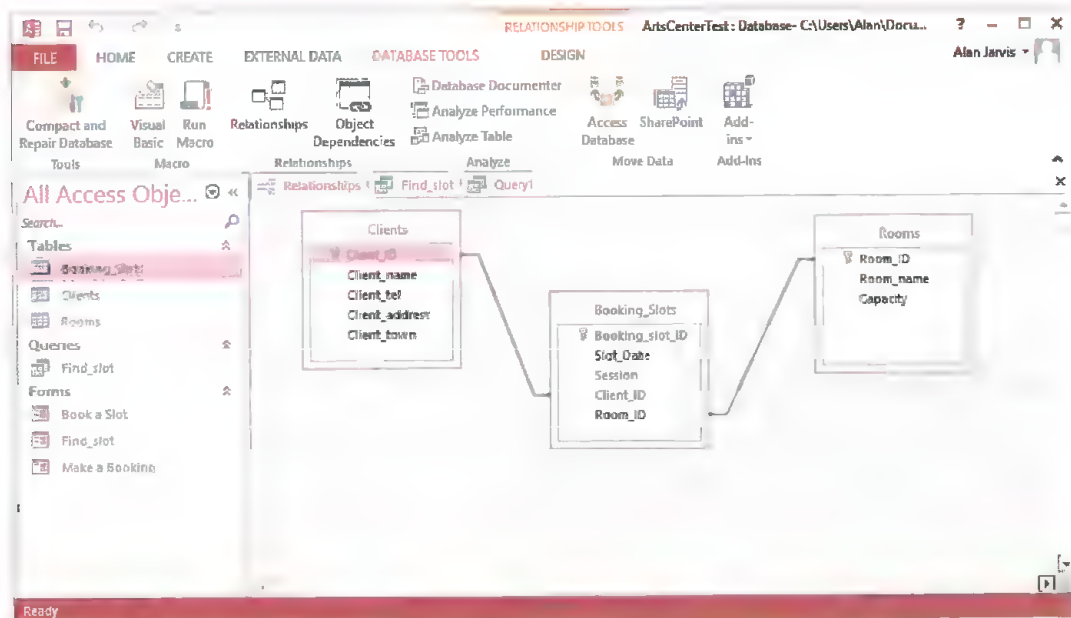 RELATIONSHIP TOOLS ArtsCenterTest : Database- C:\Users\Alan\Docu... ?
FILE HOME CREATE EXTERNAL DATA DATABASE TOOLS DESIGN Alan Jarvis
Compact and Repair Database
Visual Basic
Run Macro
Relationships
Object Dependencies
Database Documenter
Analyze Performance
Analyze Table
Access Database
SharePoint
Add-ins
Tools Macro Relationships Analyze Move Data Add-Ins
All Access Obje...
Search...
Tables
Booking_Slots
Clients
Rooms
Queries
Find_slot
Forms
Book a Slot
Find_slot
Make a Booking
Relationships Find_slot Query1
Clients
Client_ID
Client_name
Client_tel
Client_address
Client_town
Booking_Slots
Booking_slot_ID
Slot_Date
Session
Client_ID
Room_ID
Rooms
Room_ID
Room_name
Capacity
Ready